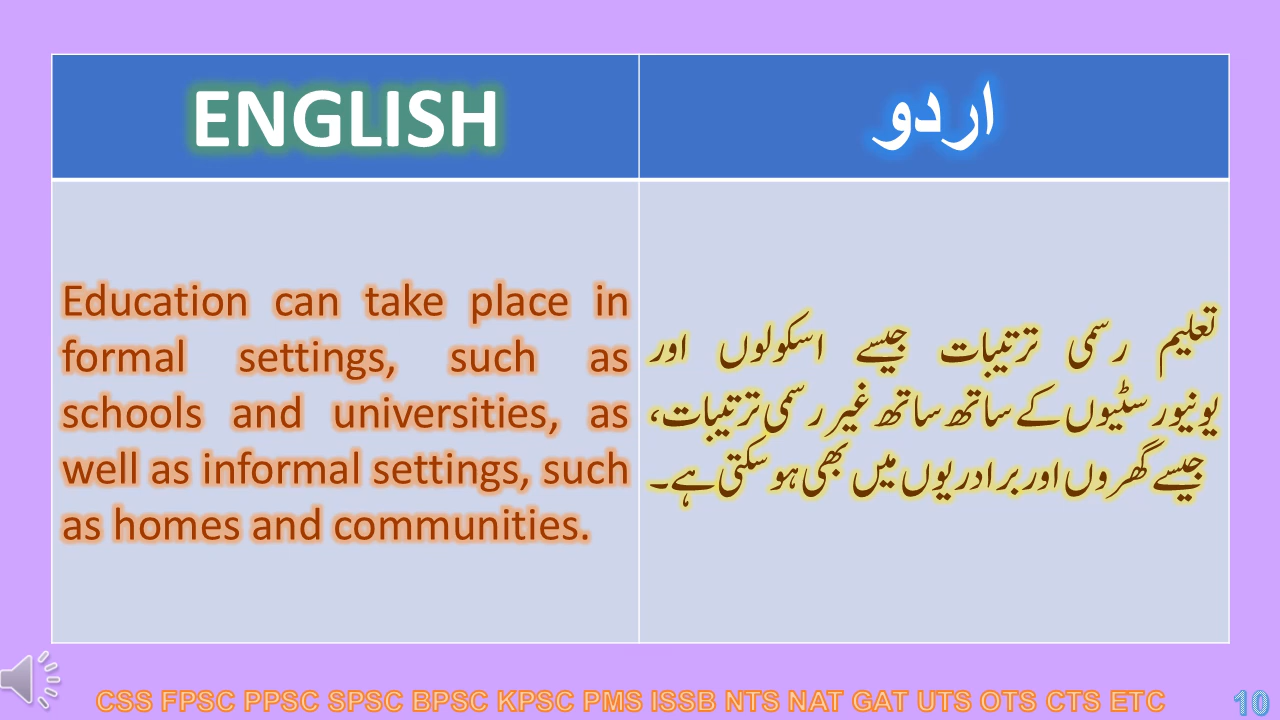 ENGLISH
اردو
Education can take place in
formal settings, such as
schools and universities, as
well as informal settings, such
as homes and communities.
تعلیم رسمی ترتیبات جیسے اسکولوں اور
یونیورسٹیوں کے ساتھ ساتھ غیر رسمی ترتیبات،
جیسے گھروں اور برادریوں میں بھی ہو سکتی ہے۔
CSS FPSC PPSC SPSC BPSC KPSC PMS ISSB NTS NAT GAT UTS OTS CTS ETC
10